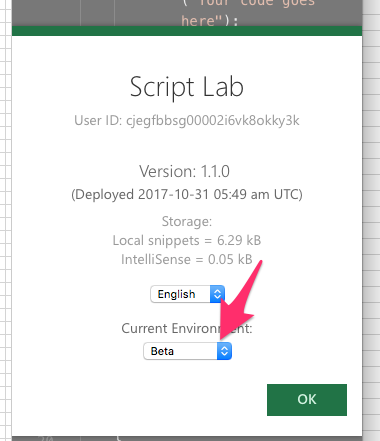 ("Your code goes
here");
Script Lab
User ID: cjegfbbsg00002i6vk8okky3k
Version: 1.1.0
(Deployed 2017-10-31 05:49 am UTC)
Storage:
Local snippets = 6.29 kB
IntelliSense = 0.05 kB
English
Current Environment:
Beta
OK
}